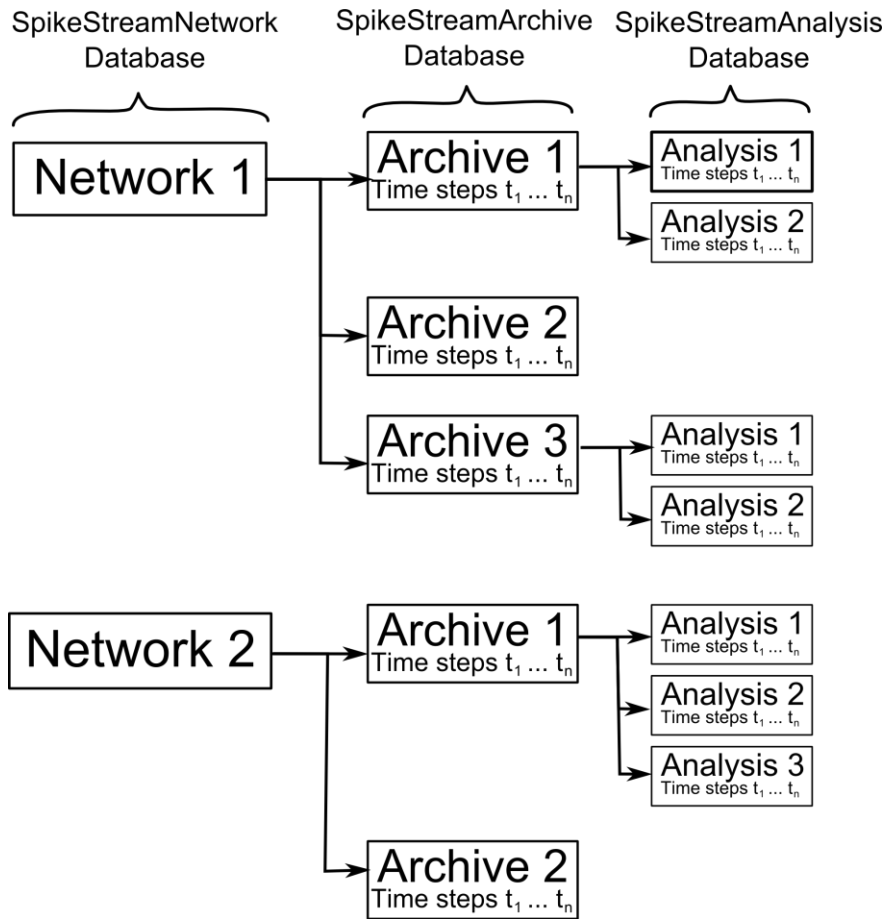 SpikeStreamNetwork
Database
SpikeStreamArchive
Database
SpikeStreamAnalysis
Database
Network 1
Archive 1
Time steps t₁ ... tₙ
Analysis 1
Time steps t₁ ... tₙ
Analysis 2
Time steps t₁ ... tₙ
Archive 2
Time steps t₁ ... tₙ
Archive 3
Time steps t₁ ... tₙ
Analysis 1
Time steps t₁ ... tₙ
Analysis 2
Time steps t₁ ... tₙ
Network 2
Archive 1
Time steps t₁ ... tₙ
Analysis 1
Time steps t₁ ... tₙ
Analysis 2
Time steps t₁ ... tₙ
Analysis 3
Time steps t₁ ... tₙ
Archive 2
Time steps t₁ ... tₙ